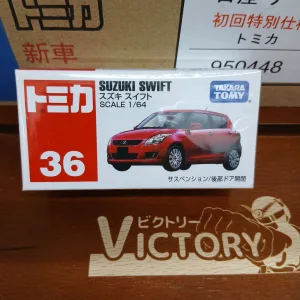 トミカ
新車
初回特別仕様
トミカ
950448
トミカ
36
SUZUKI SWIFT
スズキ スイフト
SCALE 1/64
TAKARA
TOMY
サスペンション/後部ドア開閉
ビクトリー
VICTORY